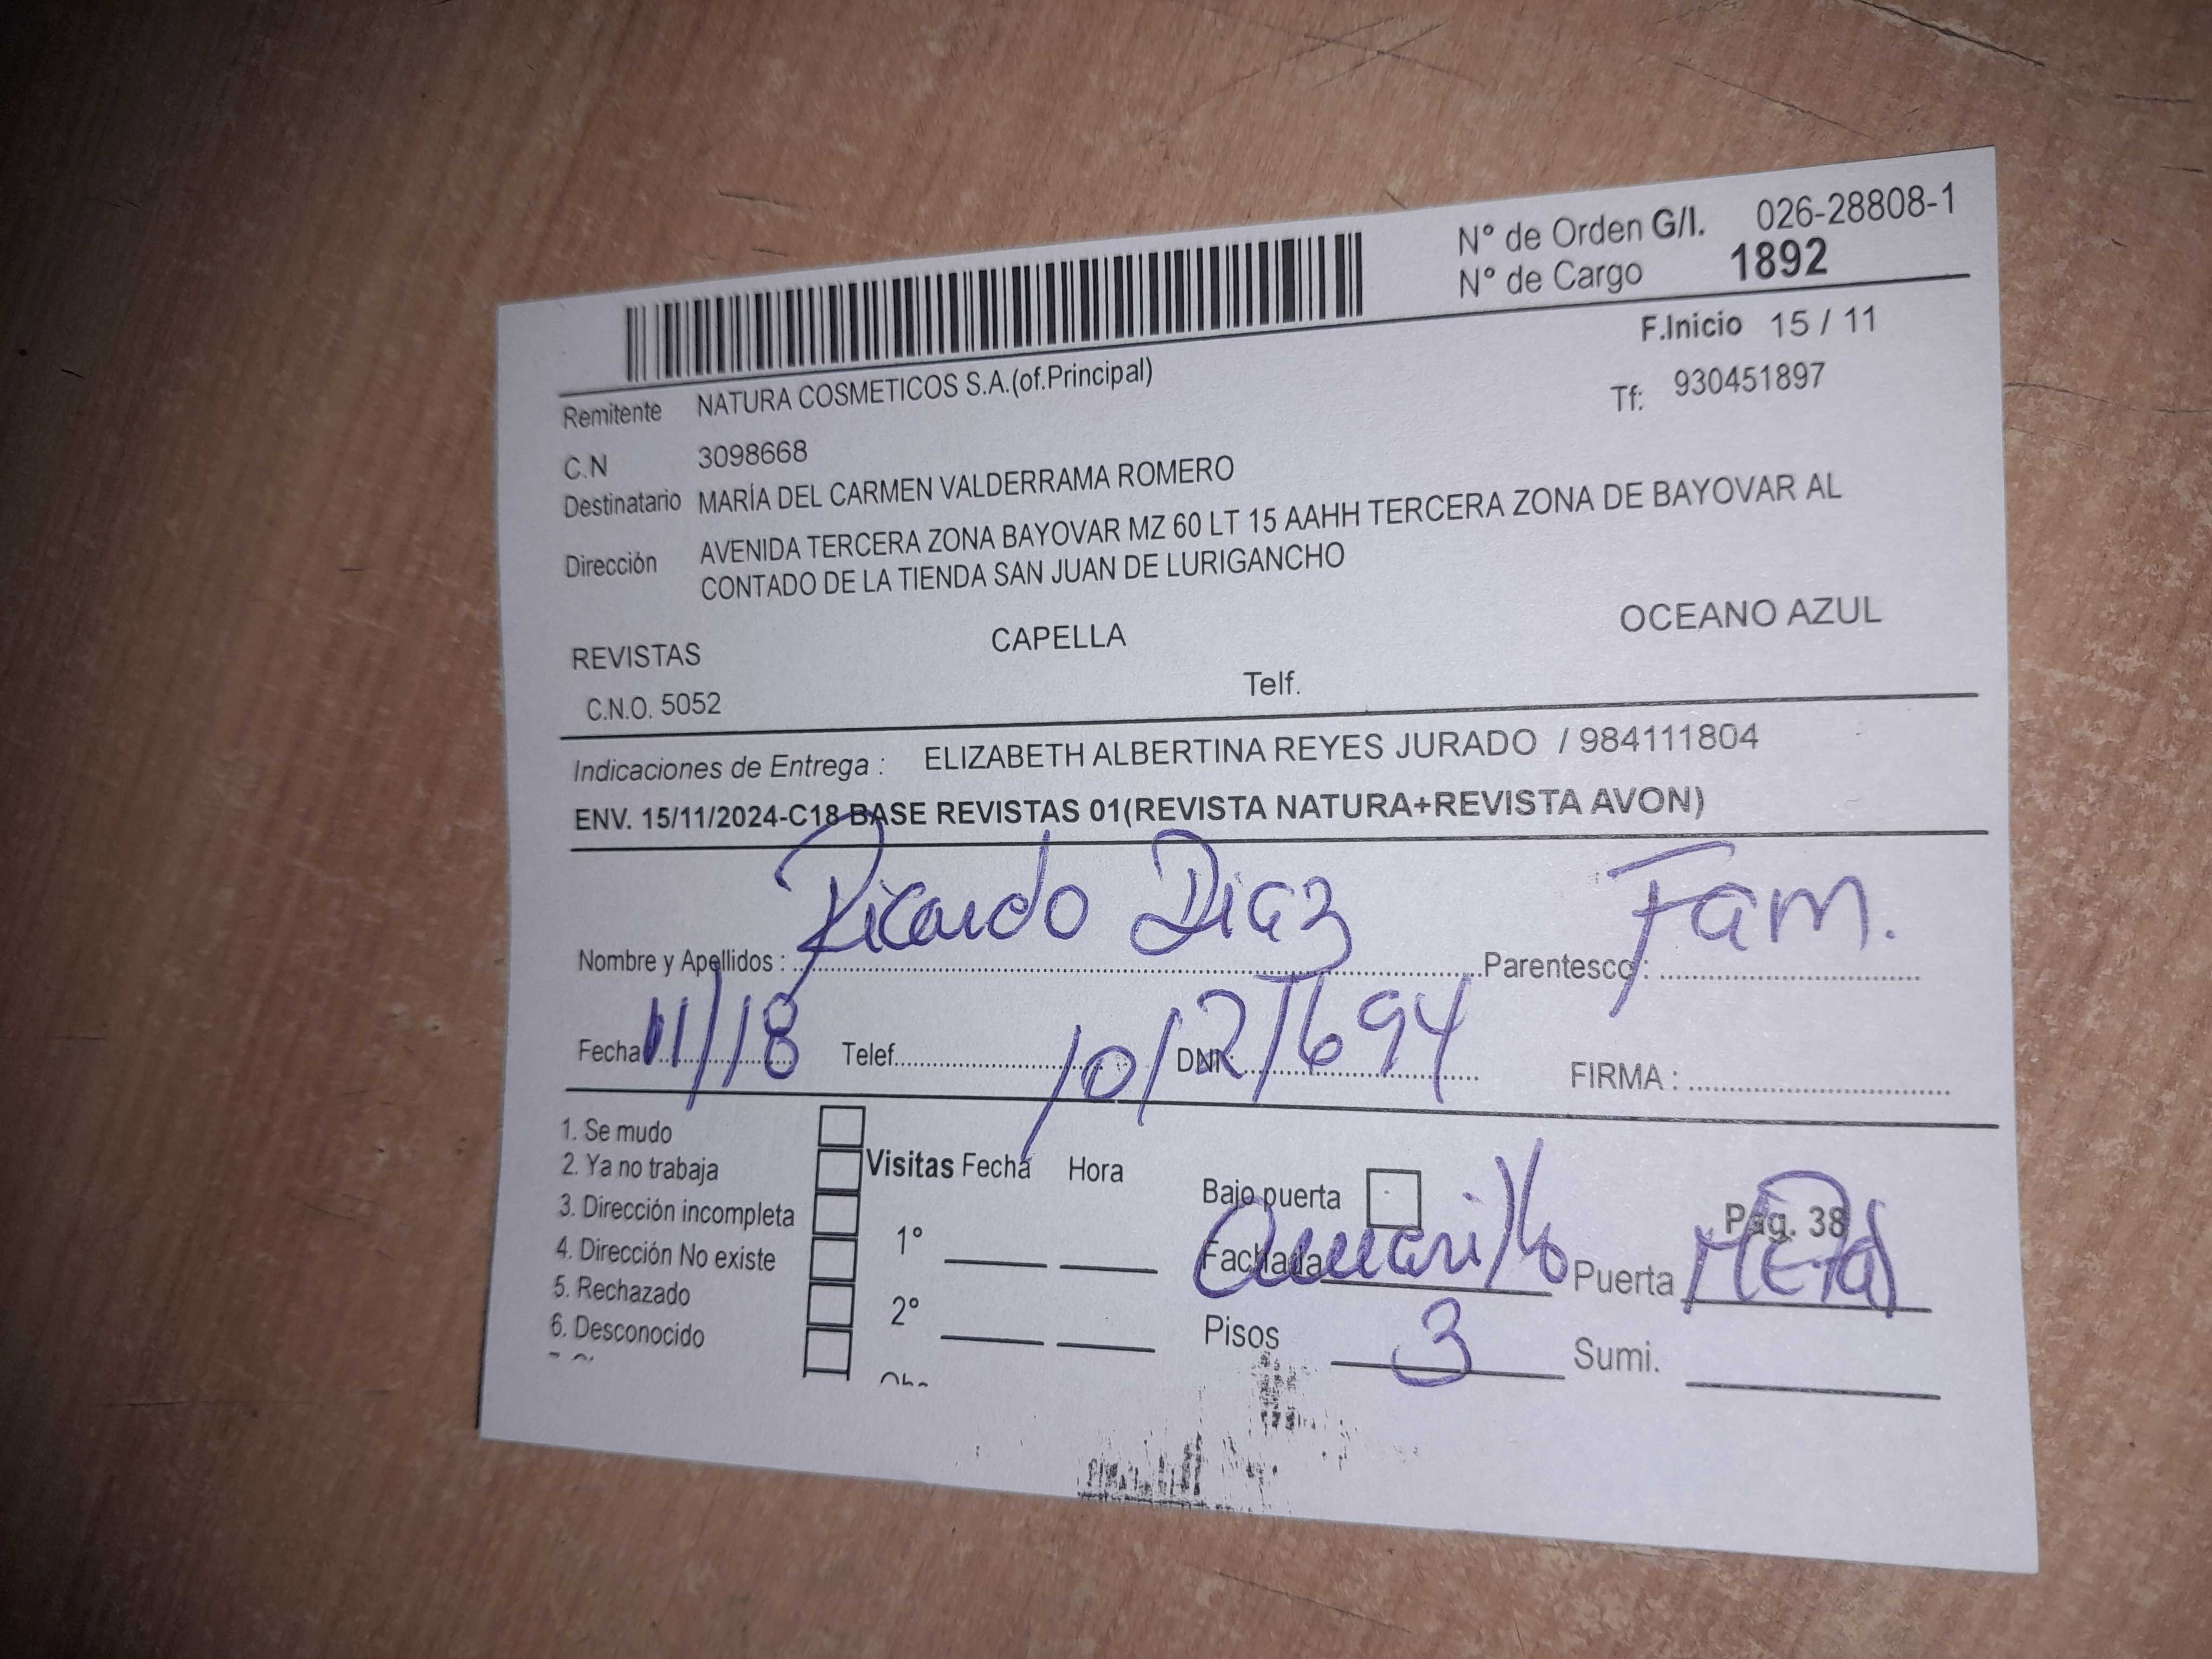 Nº de Orden G/I. 026-28808-1
Nº de Cargo 1892
F.Inicio 15 / 11
Remitente NATURA COSMETICOS S.A.(of.Principal)
Tf: 930451897
C.N 3098668
Destinatario MARÍA DEL CARMEN VALDERRAMA ROMERO
Dirección AVENIDA TERCERA ZONA BAYOVAR MZ 60 LT 15 AAHH TERCERA ZONA DE BAYOVAR AL
CONTADO DE LA TIENDA SAN JUAN DE LURIGANCHO
REVISTAS CAPELLA OCEANO AZUL
C.N.O. 5052 Telf.
Indicaciones de Entrega : ELIZABETH ALBERTINA REYES JURADO / 984111804
ENV. 15/11/2024-C18 BASE REVISTAS 01(REVISTA NATURA+REVISTA AVON)
Nombre y Apellidos : Ricardo Diaz Parentesco : Fam.
Fecha 11/18 Telef. DNI: FIRMA :
1. Se mudo
2. Ya no trabaja
3. Dirección incompleta
4. Dirección No existe
5. Rechazado
6. Desconocido
Visitas Fecha Hora
1º
2º
Bajo puerta Pág. 38
Fachada Amarillo Puerta
Pisos 3 Sumi.